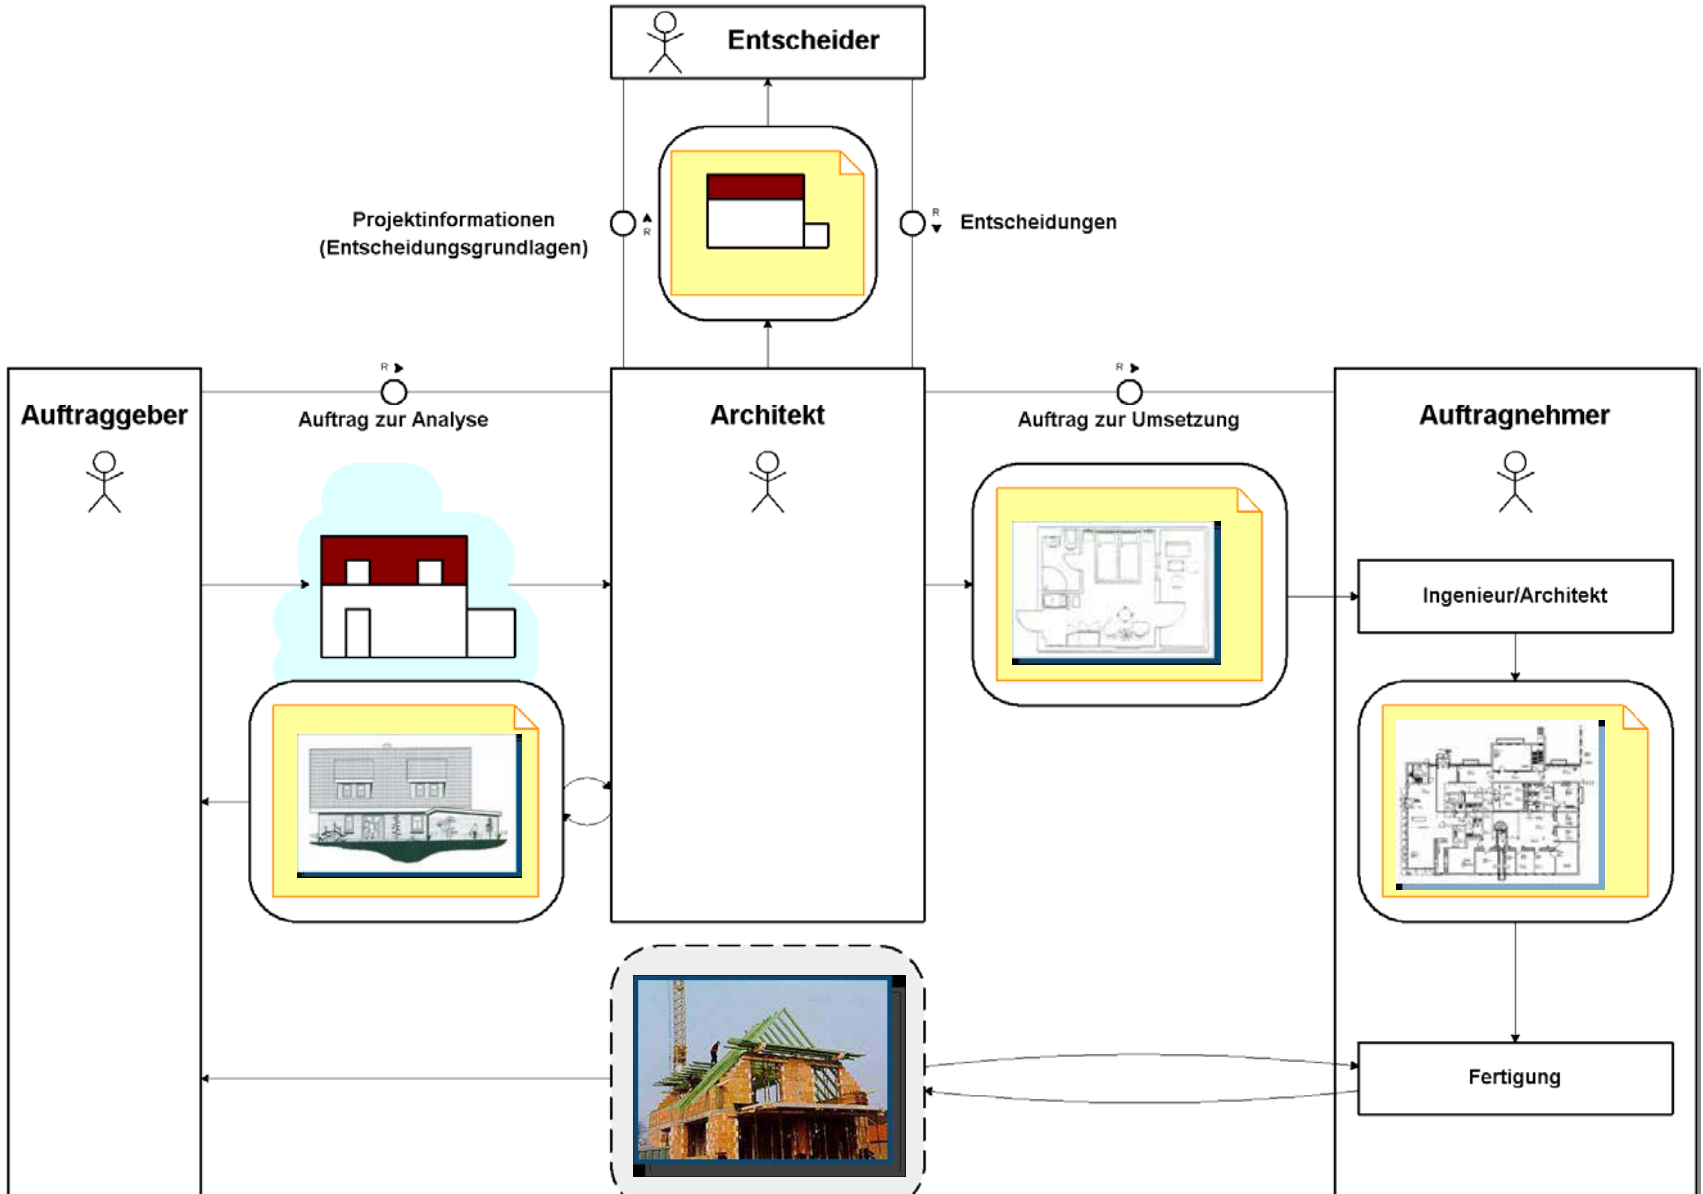 Entscheider
Projektinformationen
(Entscheidungsgrundlagen)
R
R
Entscheidungen
R
R
Auftraggeber
Auftrag zur Analyse
Architekt
Auftrag zur Umsetzung
Auftragnehmer
Ingenieur/Architekt
Fertigung